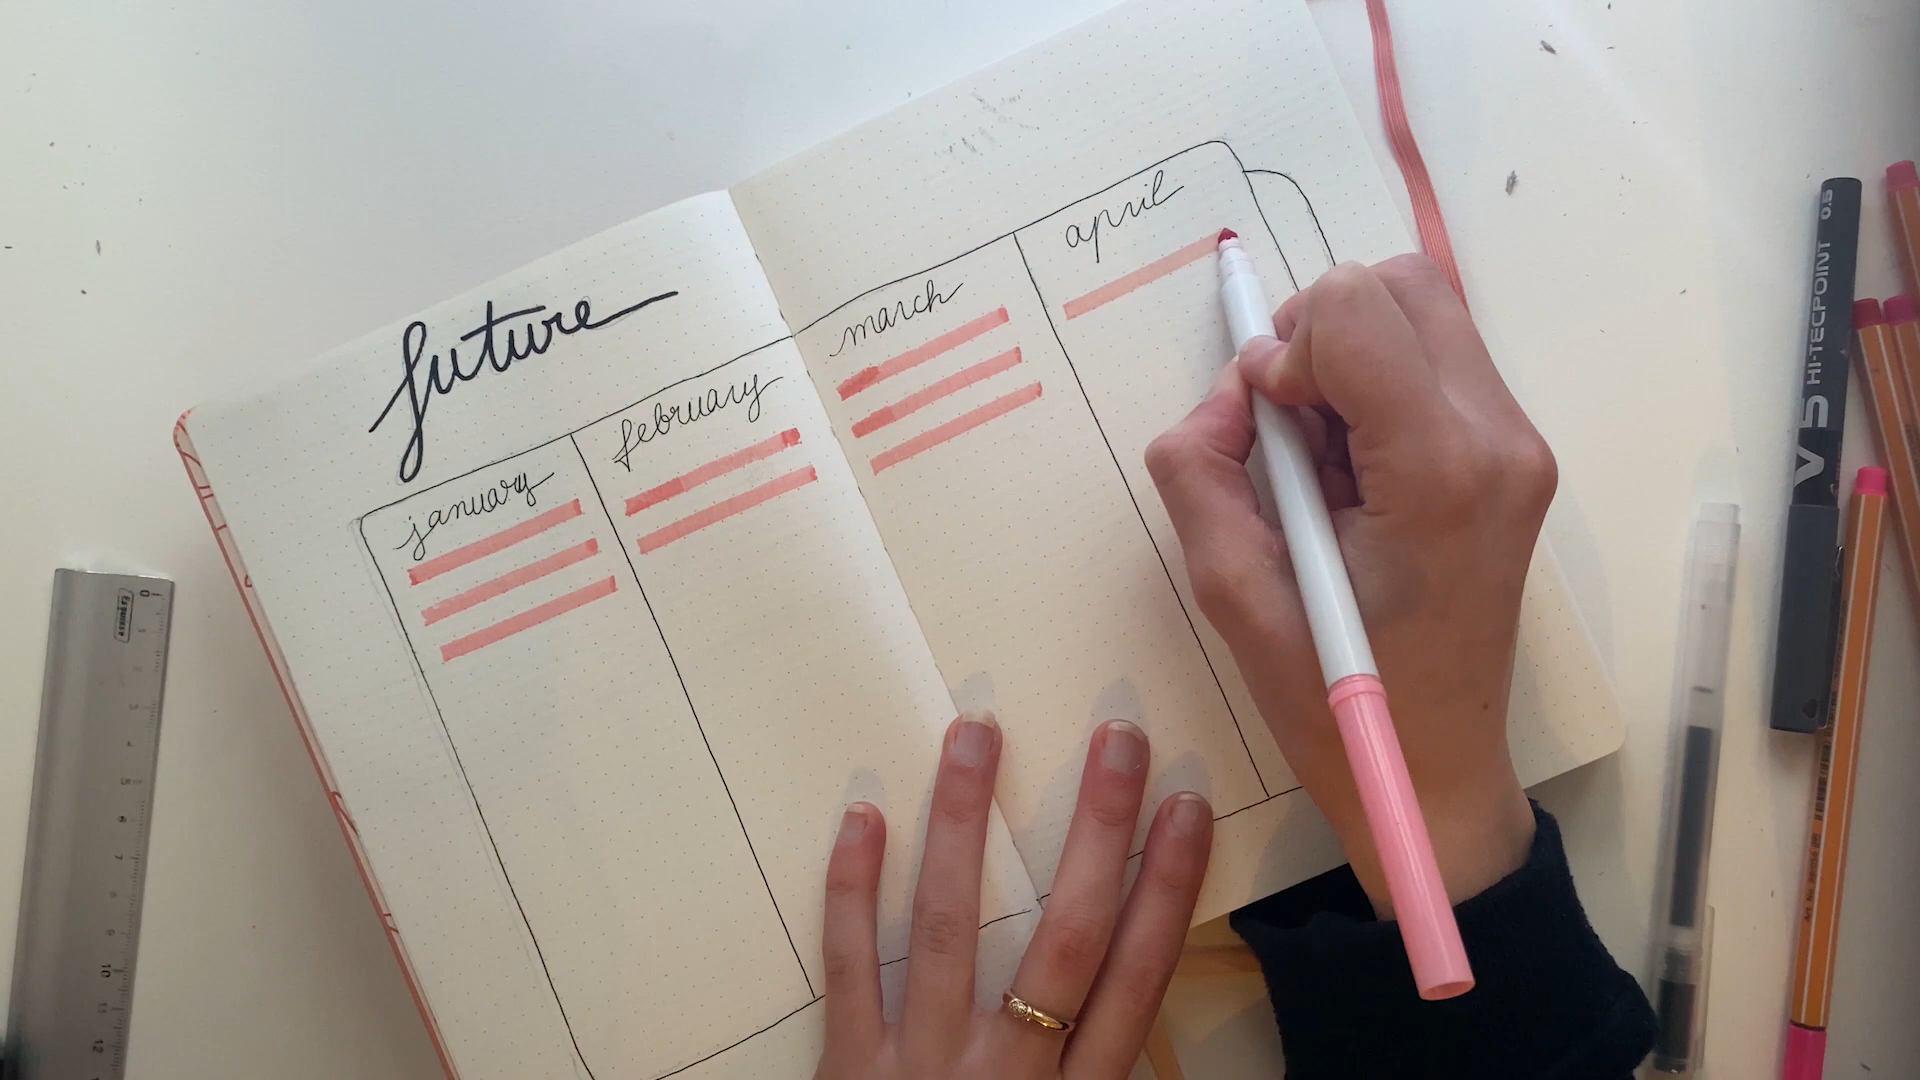 future
january
february
march
april
V5 HI-TECPOINT 0.5